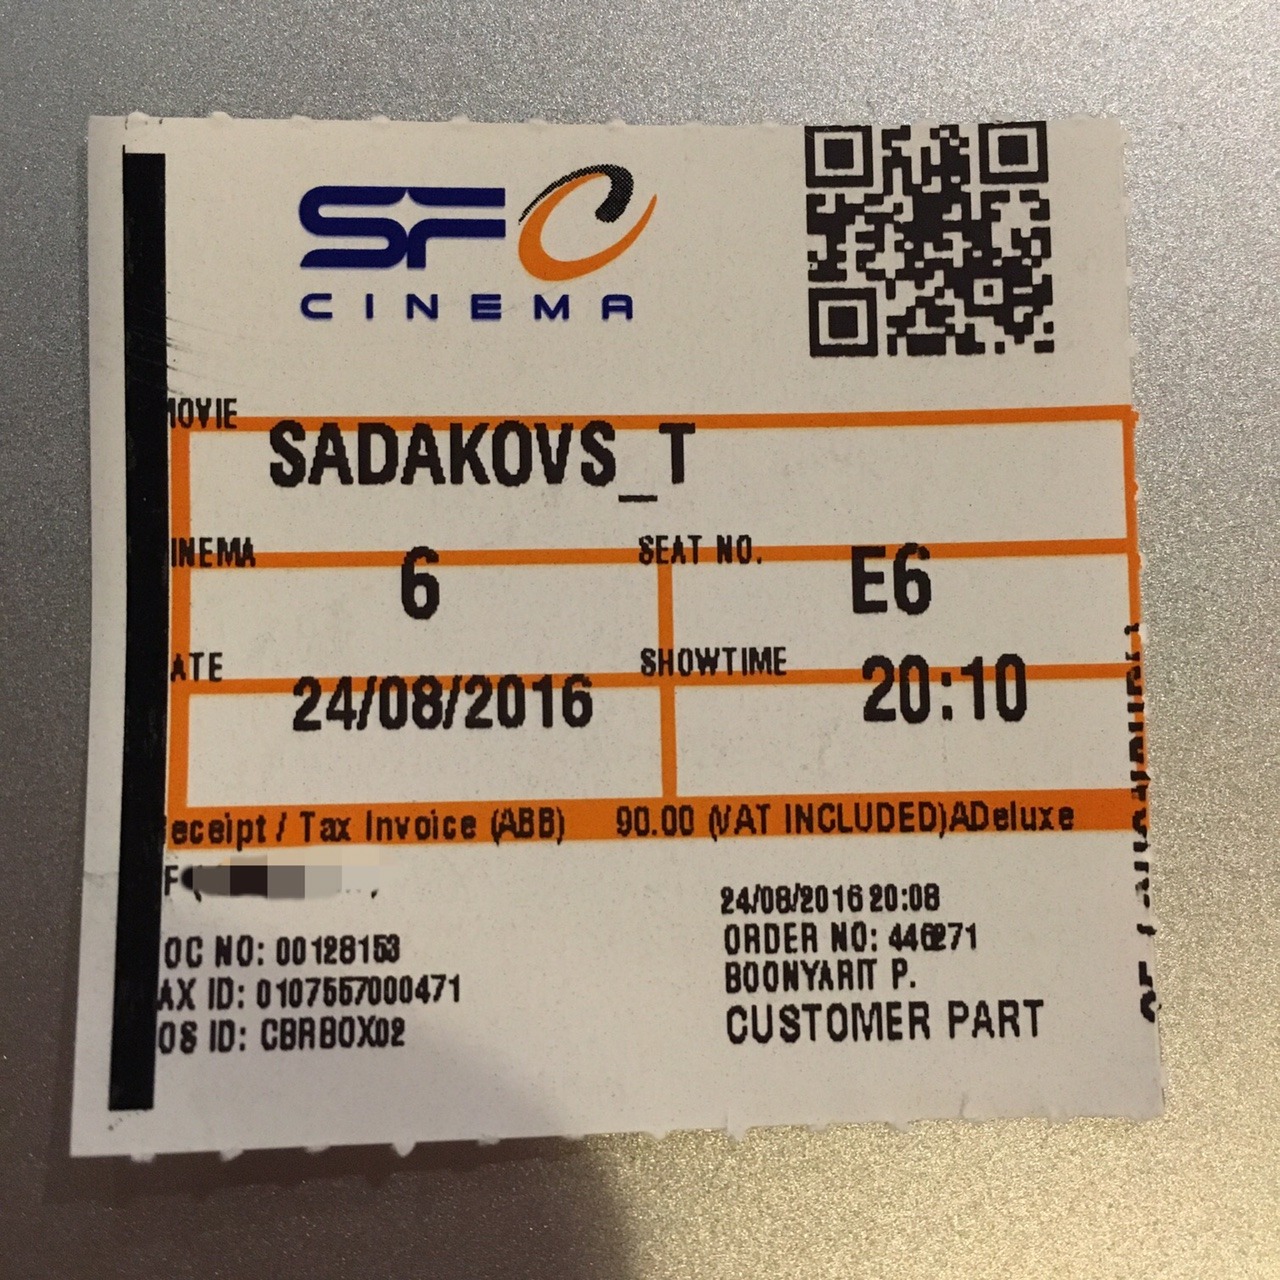 SF
CINEMA
MOVIE
SADAKOVS_T
INEMA 6 SEAT NO. E6
ATE 24/08/2016 SHOWTIME 20:10
eceipt / Tax Invoice (ABB) 90.00 (VAT INCLUDED)ADeluxe
24/08/2016 20:08
OC NO: 00128153 ORDER NO: 446271
AX ID: 0107557000471 BOONYARIT P.
OS ID: CBRBOX02 CUSTOMER PART